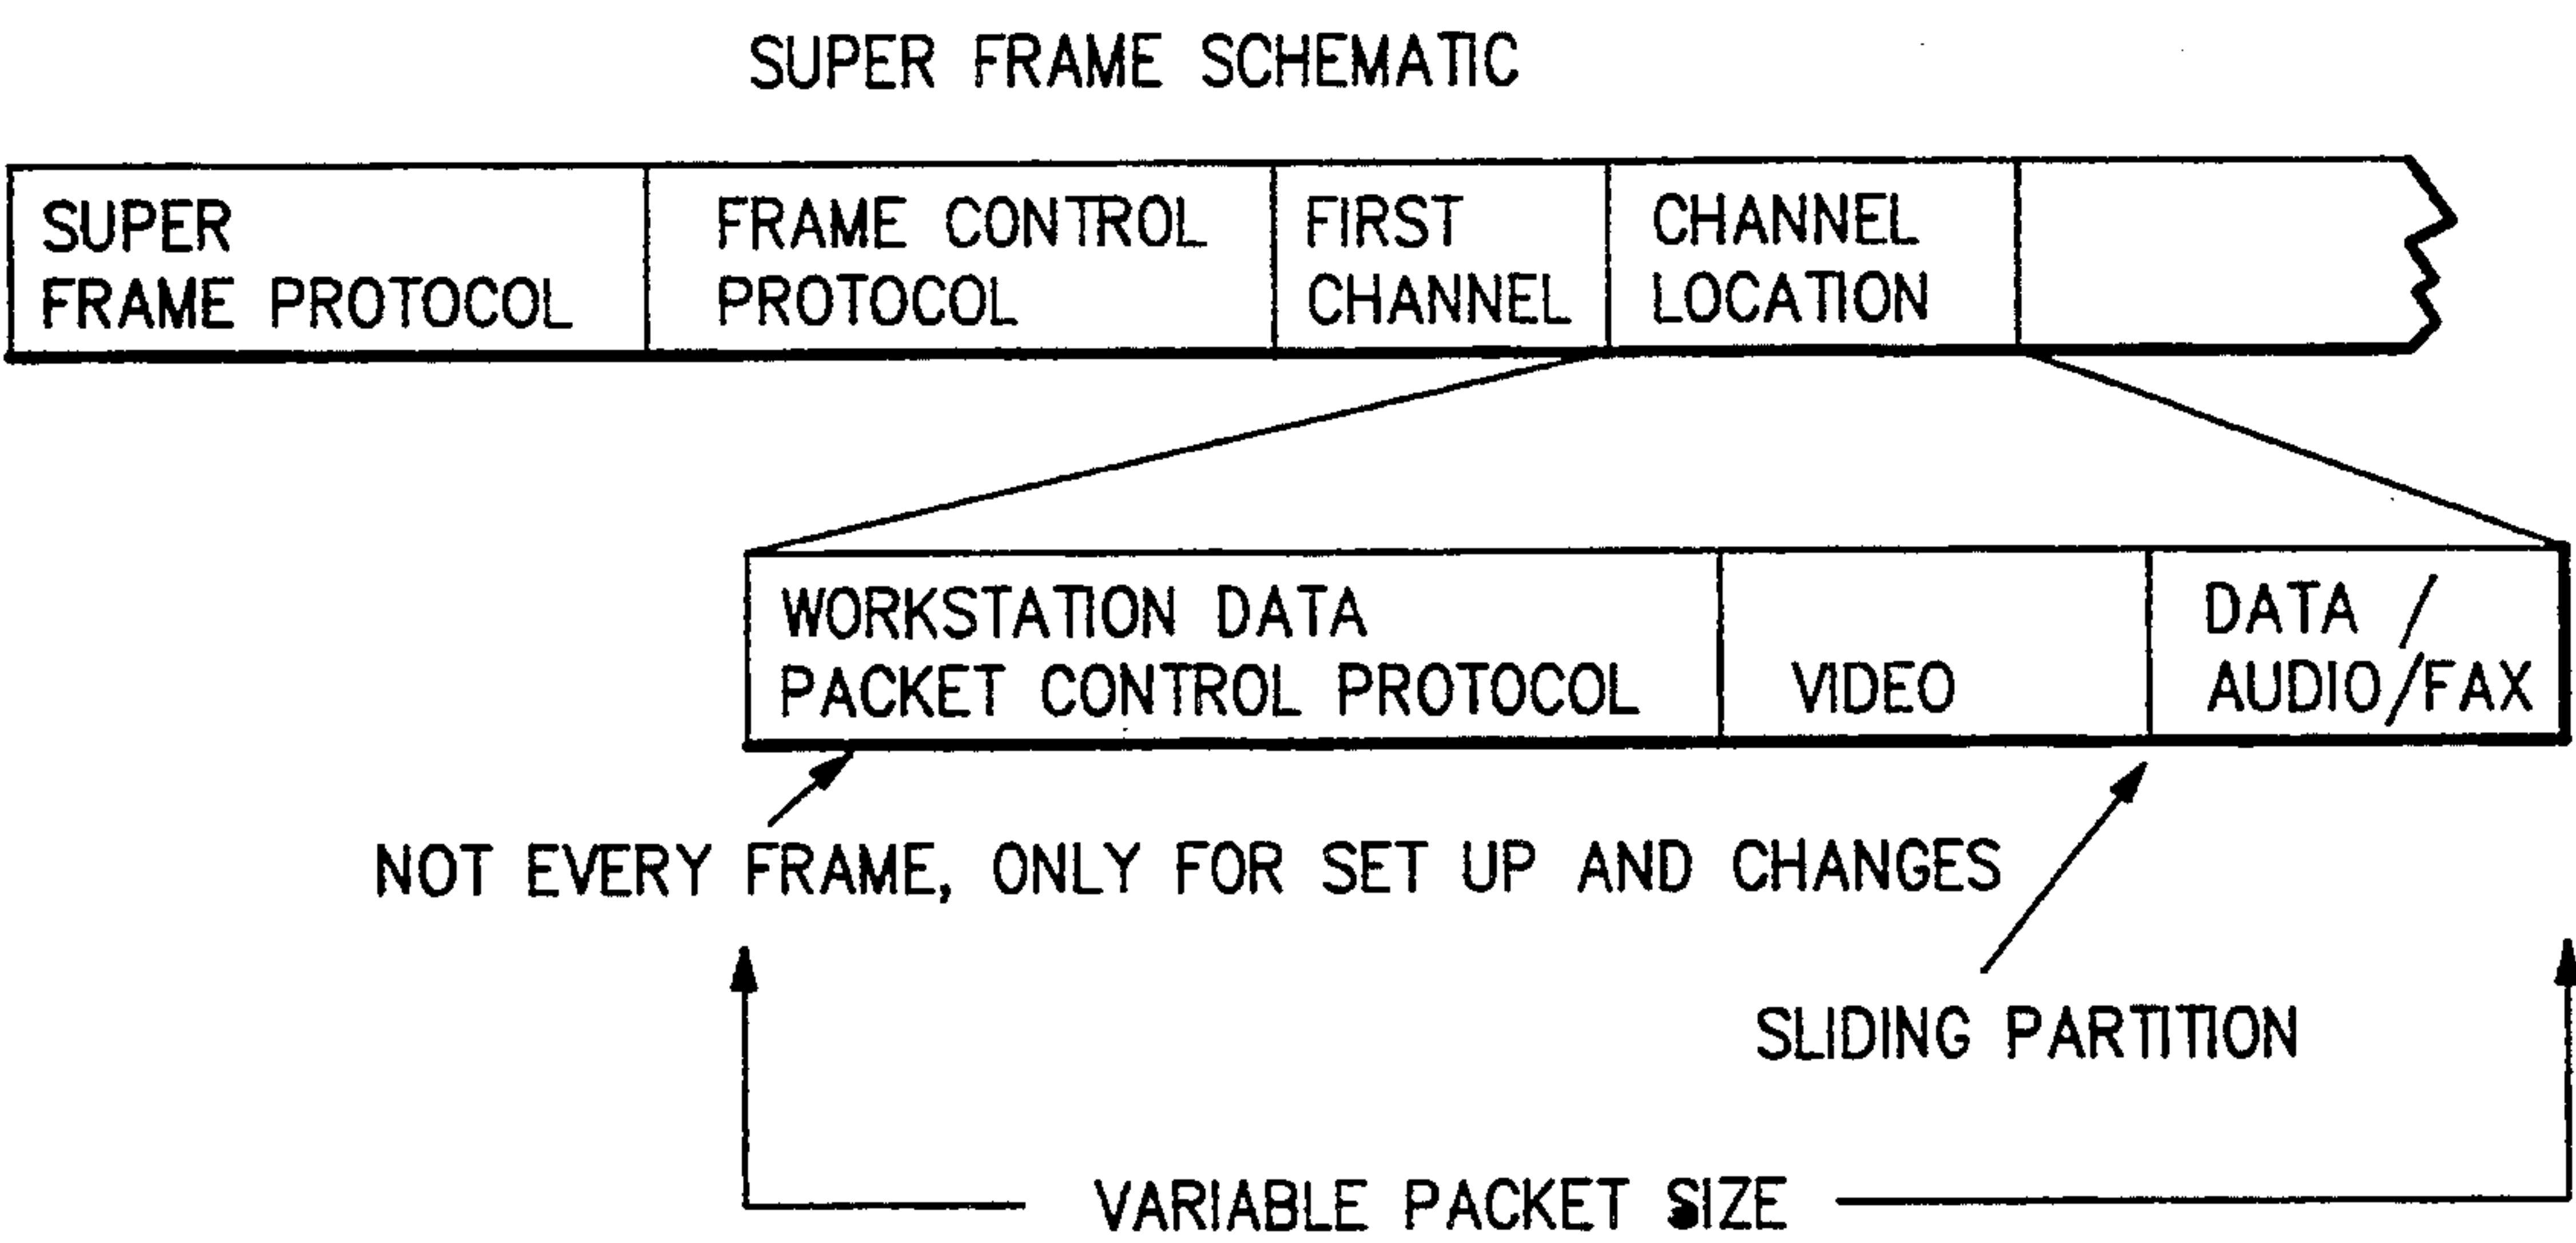 SUPER FRAME SCHEMATIC
SUPER
FRAME PROTOCOL
FRAME CONTROL
PROTOCOL
FIRST
CHANNEL
CHANNEL
LOCATION
WORKSTATION DATA
PACKET CONTROL PROTOCOL
VIDEO
DATA /
AUDIO/FAX
NOT EVERY FRAME, ONLY FOR SET UP AND CHANGES
SLIDING PARTITION
VARIABLE PACKET SIZE